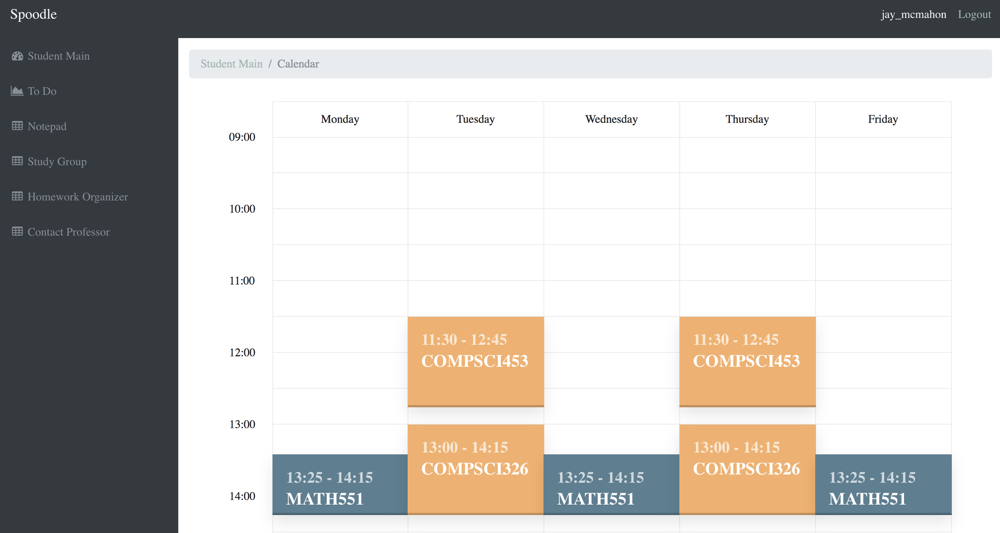 Spoodle
jay_mcmahon Logout
Student Main
To Do
Notepad
Study Group
Homework Organizer
Contact Professor
Student Main / Calendar
Monday Tuesday Wednesday Thursday Friday
09:00
10:00
11:00
12:00
13:00
14:00
13:25 - 14:15
MATH551
11:30 - 12:45
COMPSCI453
13:00 - 14:15
COMPSCI326
13:25 - 14:15
MATH551
11:30 - 12:45
COMPSCI453
13:00 - 14:15
COMPSCI326
13:25 - 14:15
MATH551